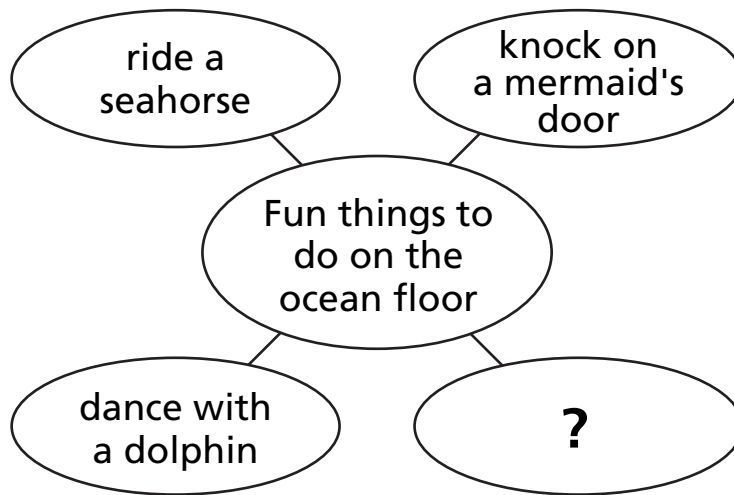 ride a
seahorse
knock on
a mermaid's
door
Fun things to
do on the
ocean floor
dance with
a dolphin
?